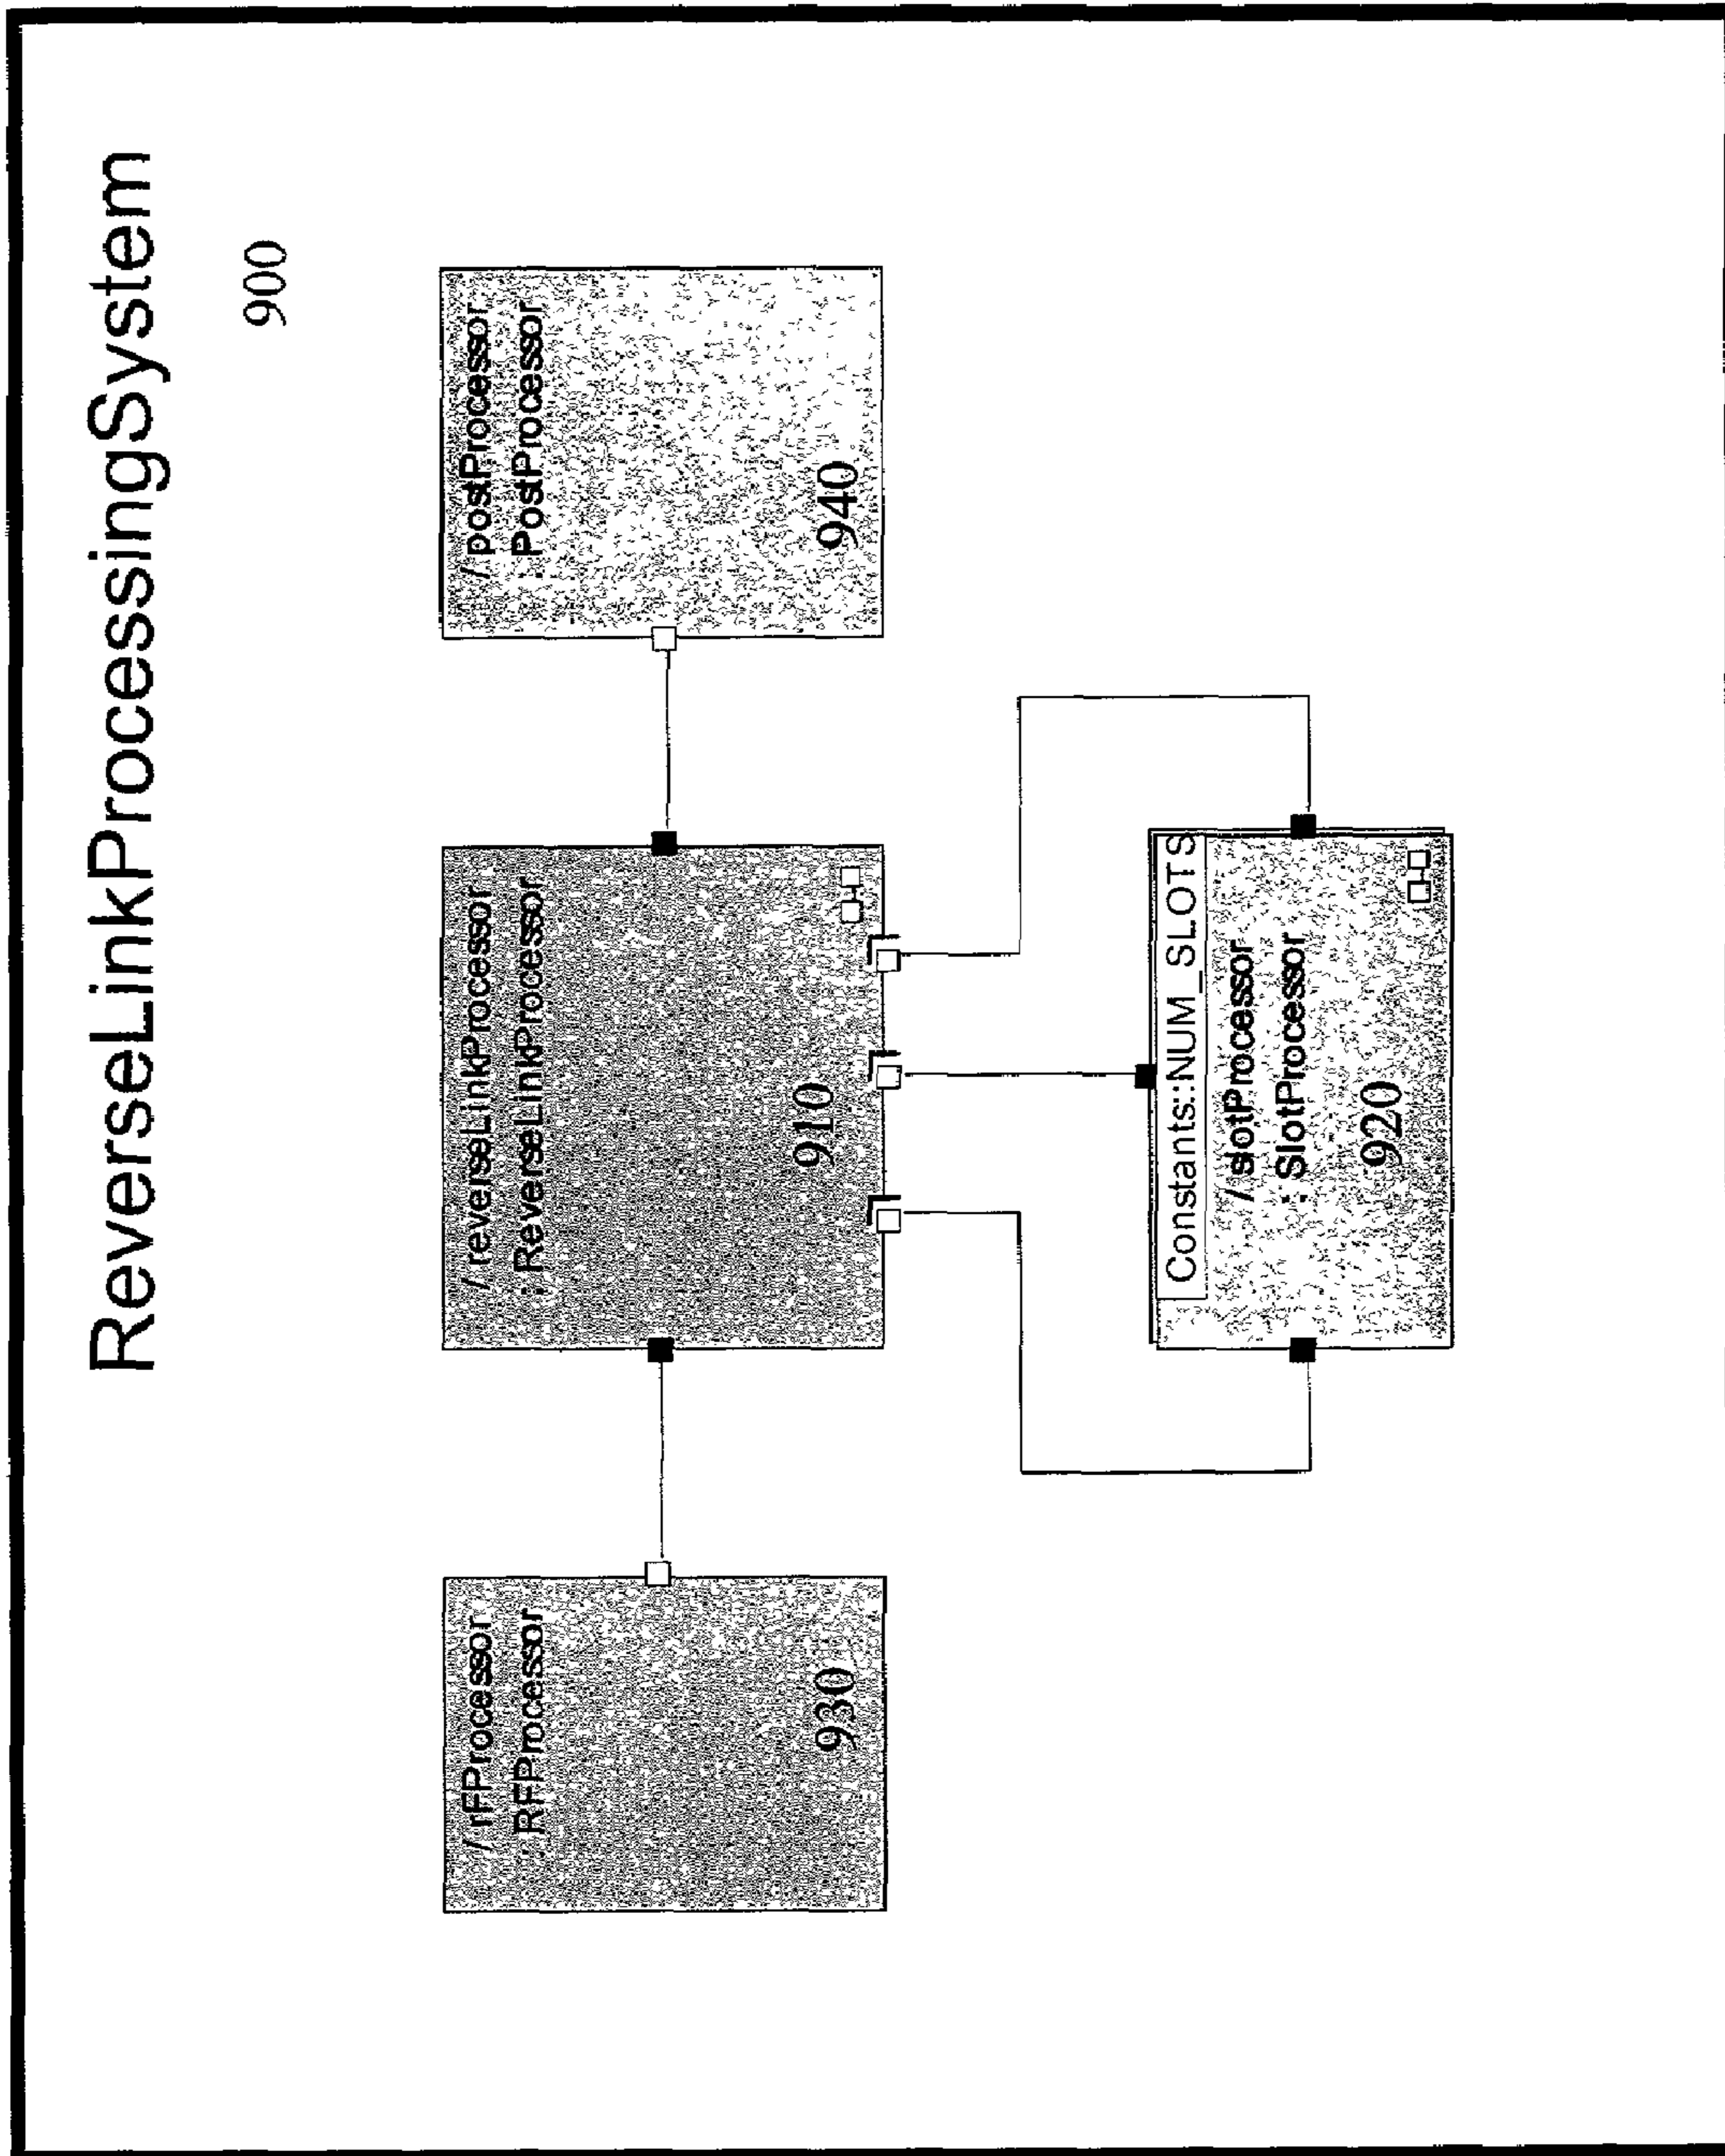 ReverseLinkProcessingSystem
900
/ rFProcessor
: RFProcessor
930
/ reverseLinkProcessor
: ReverseLinkProcessor
910
/ postProcessor
: PostProcessor
940
Constants::NUM_SLOTS
/ slotProcessor
: SlotProcessor
920